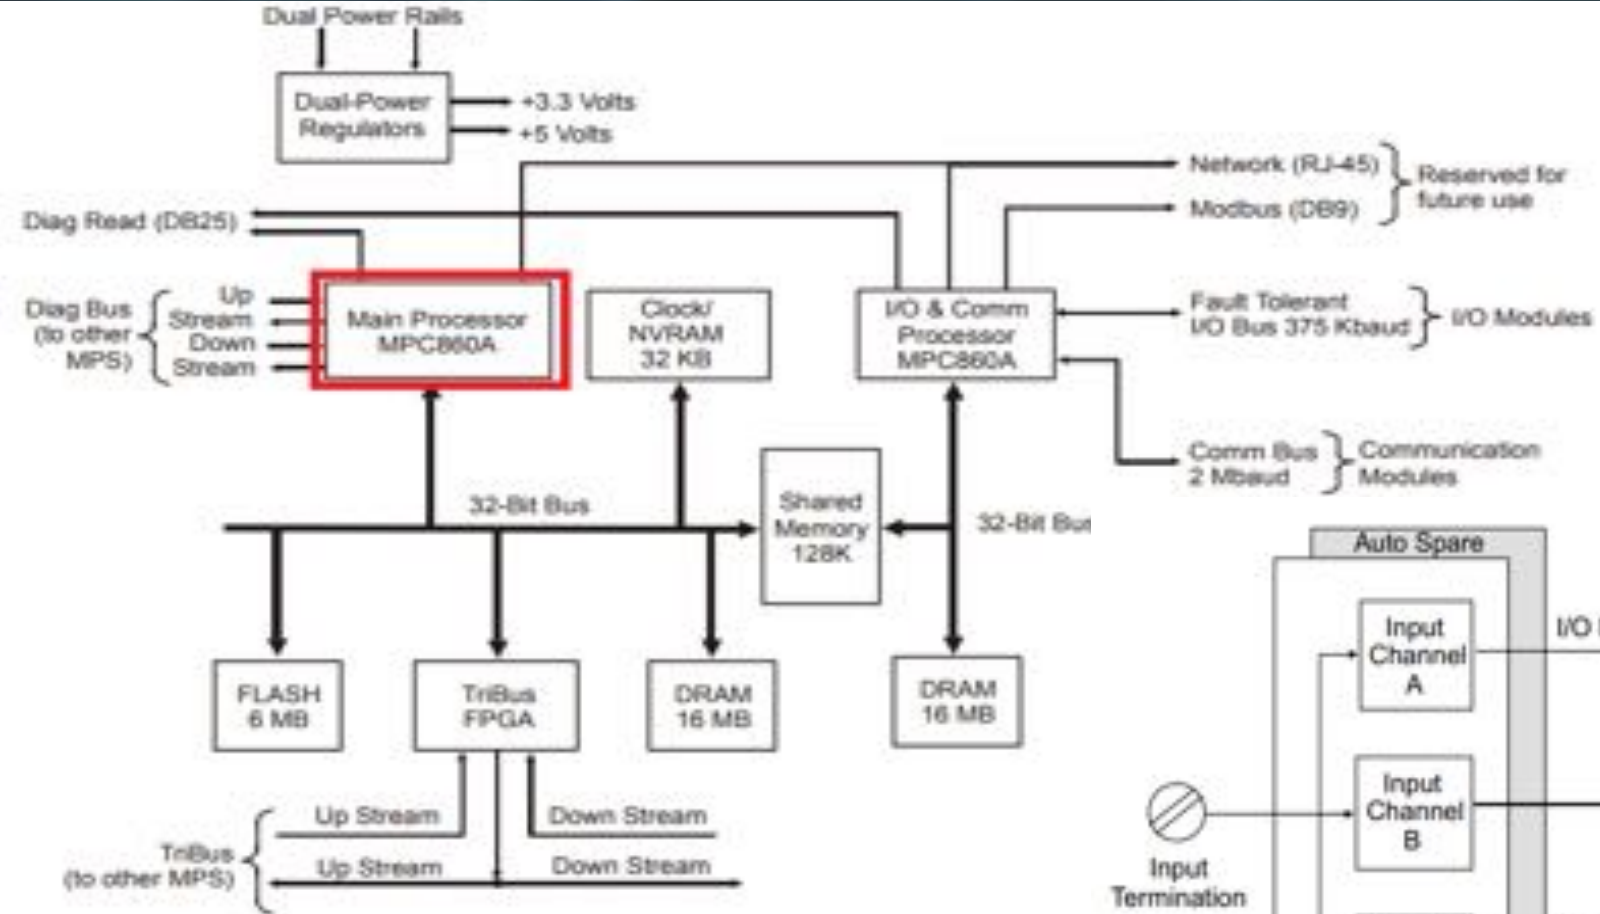 Dual Power Rails
Dual-Power
Regulators
+3.3 Volts
+5 Volts
Network (RJ-45)
Modbus (DB9)
Reserved for
future use
Diag Read (DB25)
Diag Bus
(to other
MPS)
Up
Stream
Down
Stream
Main Processor
MPC860A
Clock/
NVRAM
32 KB
I/O & Comm
Processor
MPC860A
Fault Tolerant
I/O Bus 375 Kbaud
I/O Modules
Comm Bus
2 Mbaud
Communication
Modules
32-Bit Bus
Shared
Memory
128K
32-Bit Bus
FLASH
6 MB
TriBus
FPGA
DRAM
16 MB
DRAM
16 MB
Up Stream
Down Stream
TriBus
(to other MPS)
Up Stream
Down Stream
Auto Spare
Input
Channel
A
I/O
Input
Channel
B
Input
Termination